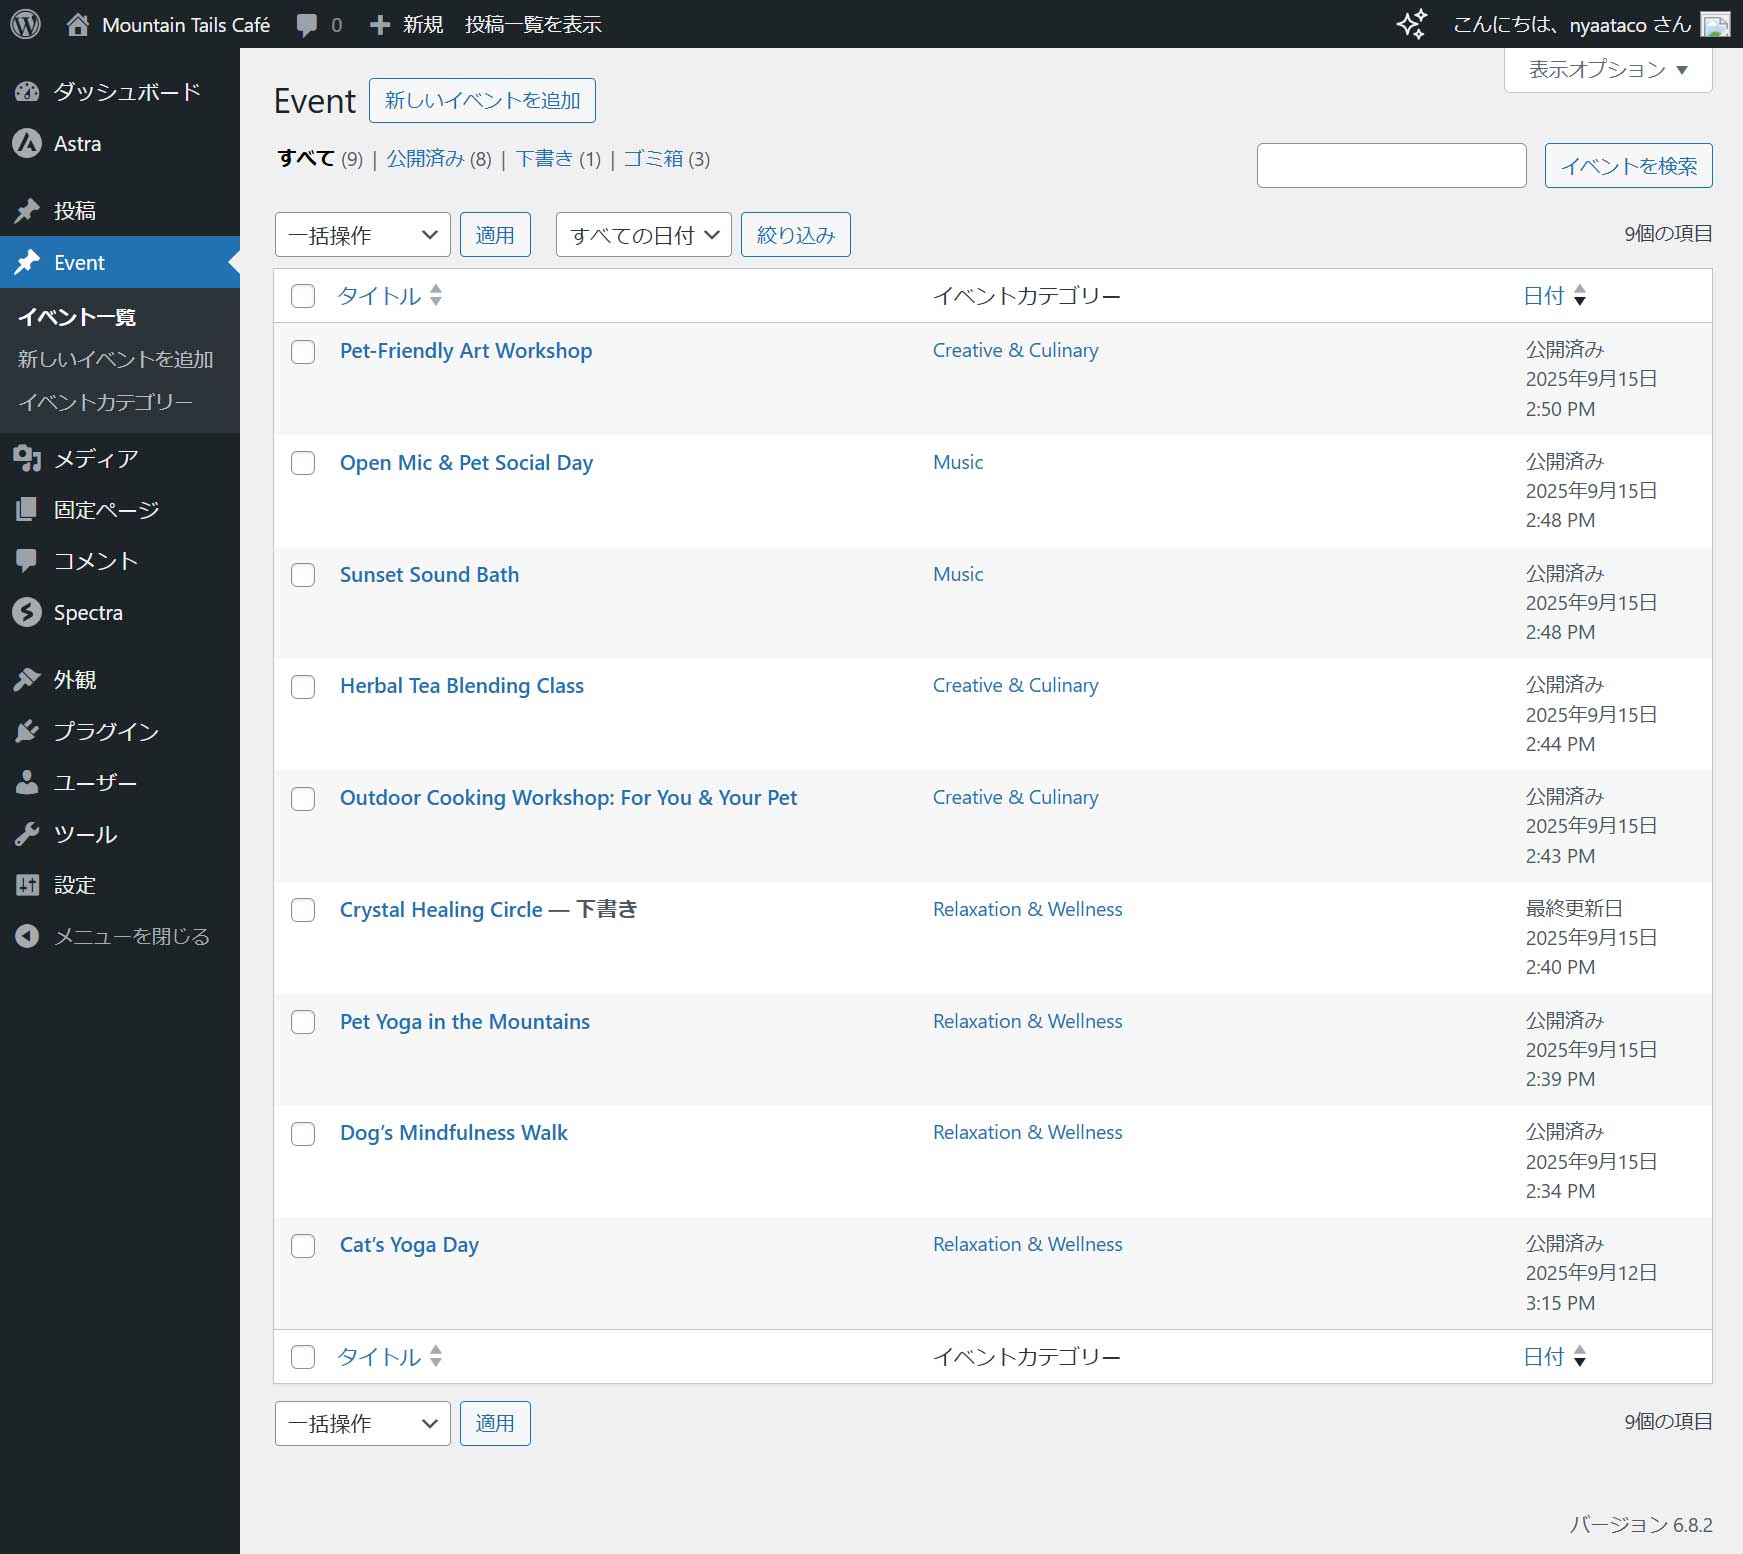 Mountain Tails Café 0 新規 投稿一覧を表示 こんにちは、nyaataco さん
ダッシュボード
Astra
投稿
Event
イベント一覧
新しいイベントを追加
イベントカテゴリー
メディア
固定ページ
コメント
Spectra
外観
プラグイン
ユーザー
ツール
設定
メニューを閉じる
表示オプション
Event 新しいイベントを追加
すべて (9) | 公開済み (8) | 下書き (1) | ゴミ箱 (3)
イベントを検索
一括操作 適用 すべての日付 絞り込み 9個の項目
タイトル イベントカテゴリー 日付
Pet-Friendly Art Workshop Creative & Culinary 公開済み
2025年9月15日
2:50 PM
Open Mic & Pet Social Day Music 公開済み
2025年9月15日
2:48 PM
Sunset Sound Bath Music 公開済み
2025年9月15日
2:48 PM
Herbal Tea Blending Class Creative & Culinary 公開済み
2025年9月15日
2:44 PM
Outdoor Cooking Workshop: For You & Your Pet Creative & Culinary 公開済み
2025年9月15日
2:43 PM
Crystal Healing Circle — 下書き Relaxation & Wellness 最終更新日
2025年9月15日
2:40 PM
Pet Yoga in the Mountains Relaxation & Wellness 公開済み
2025年9月15日
2:39 PM
Dog’s Mindfulness Walk Relaxation & Wellness 公開済み
2025年9月15日
2:34 PM
Cat’s Yoga Day Relaxation & Wellness 公開済み
2025年9月12日
3:15 PM
タイトル イベントカテゴリー 日付
一括操作 適用 9個の項目
バージョン 6.8.2